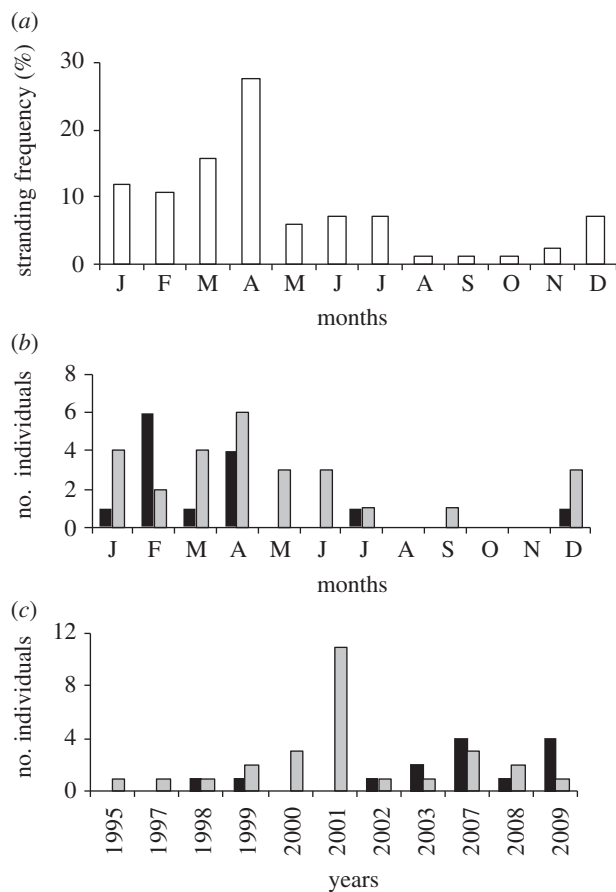 (a)
stranding frequency (%)
30
20
10
0
J F M A M J J A S O N D
months
(b)
no. individuals
8
6
4
2
0
J F M A M J J A S O N D
months
(c)
no. individuals
12
8
4
0
1995 1997 1998 1999 2000 2001 2002 2003 2007 2008 2009
years